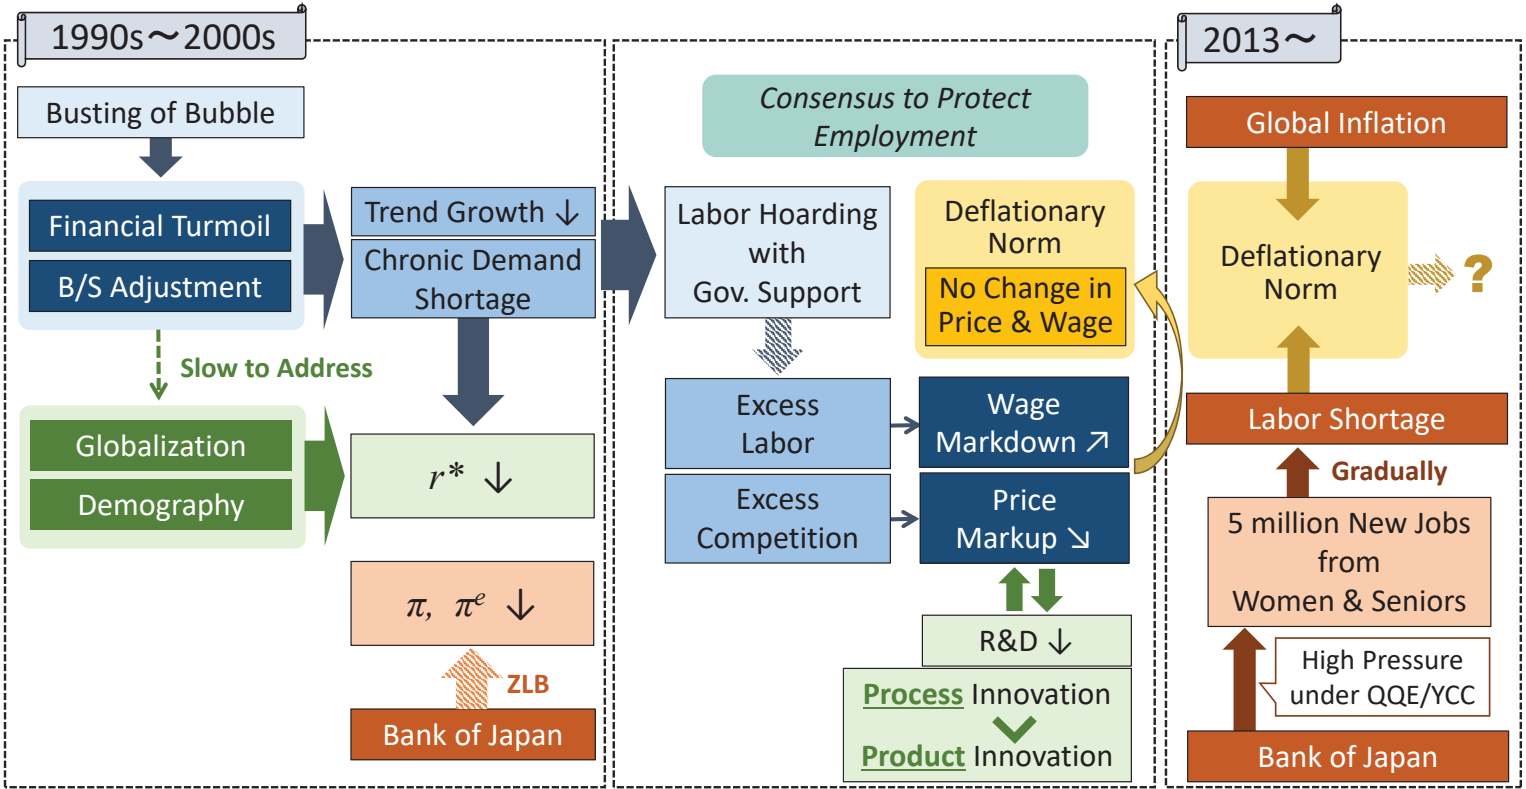 1990s～2000s
Busting of Bubble
Financial Turmoil
B/S Adjustment
Slow to Address
Globalization
Demography
Trend Growth ↓
Chronic Demand
Shortage
r* ↓
π, πᵉ ↓
ZLB
Bank of Japan
Consensus to Protect
Employment
Labor Hoarding
with
Gov. Support
Deflationary
Norm
No Change in
Price & Wage
Excess
Labor
Wage
Markdown ↗
Excess
Competition
Price
Markup ↘
R&D ↓
Process Innovation
Product Innovation
2013～
Global Inflation
Deflationary
Norm
?
Labor Shortage
Gradually
5 million New Jobs
from
Women & Seniors
High Pressure
under QQE/YCC
Bank of Japan